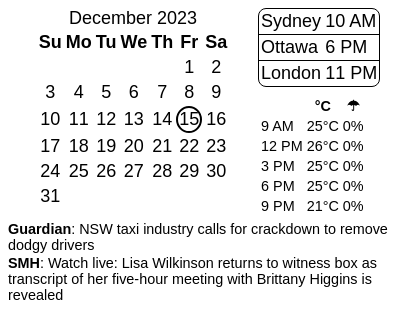 December 2023
Su Mo Tu We Th Fr Sa
1 2
3 4 5 6 7 8 9
10 11 12 13 14 15 16
17 18 19 20 21 22 23
24 25 26 27 28 29 30
31
Sydney 10 AM
Ottawa 6 PM
London 11 PM
°C ☂
9 AM 25°C 0%
12 PM 26°C 0%
3 PM 25°C 0%
6 PM 25°C 0%
9 PM 21°C 0%
Guardian: NSW taxi industry calls for crackdown to remove
dodgy drivers
SMH: Watch live: Lisa Wilkinson returns to witness box as
transcript of her five-hour meeting with Brittany Higgins is
revealed